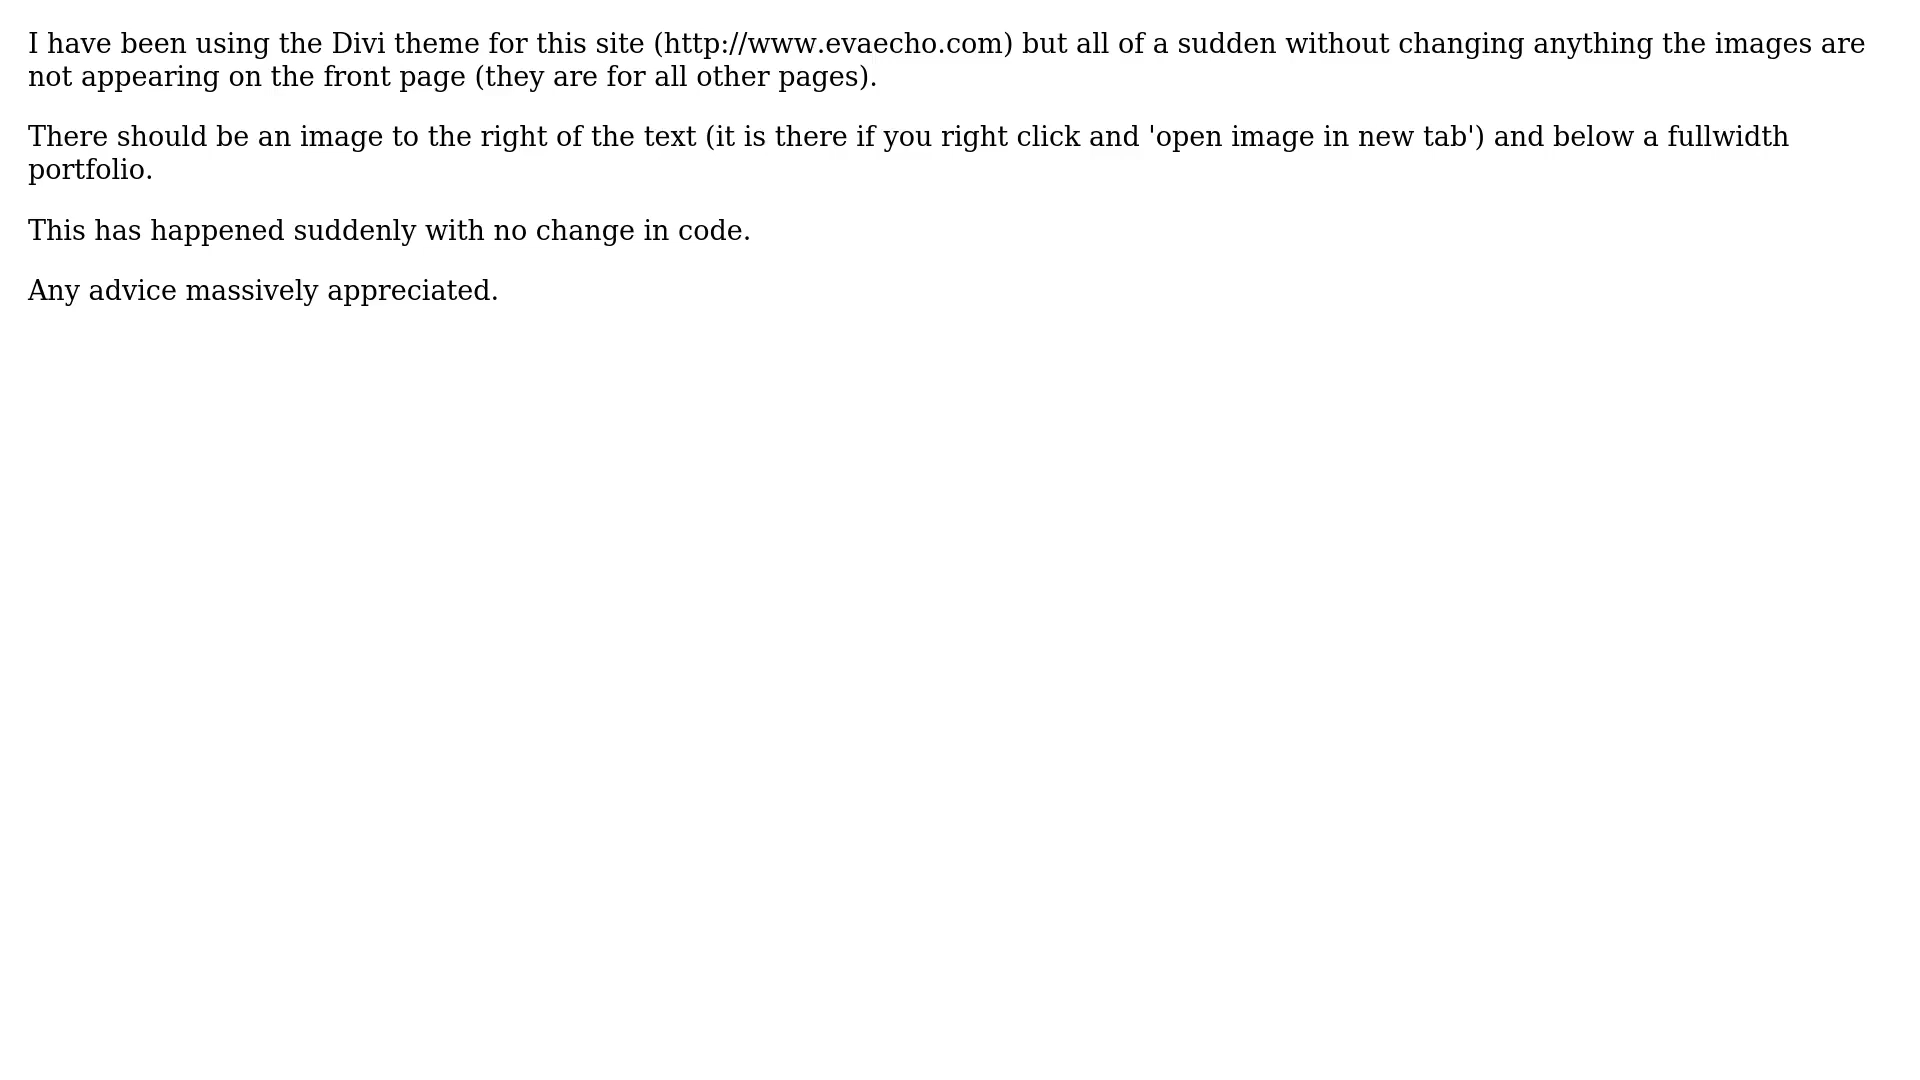 I have been using the Divi theme for this site (http://www.evaecho.com) but all of a sudden without changing anything the images are
not appearing on the front page (they are for all other pages).
There should be an image to the right of the text (it is there if you right click and 'open image in new tab') and below a fullwidth
portfolio.
This has happened suddenly with no change in code.
Any advice massively appreciated.